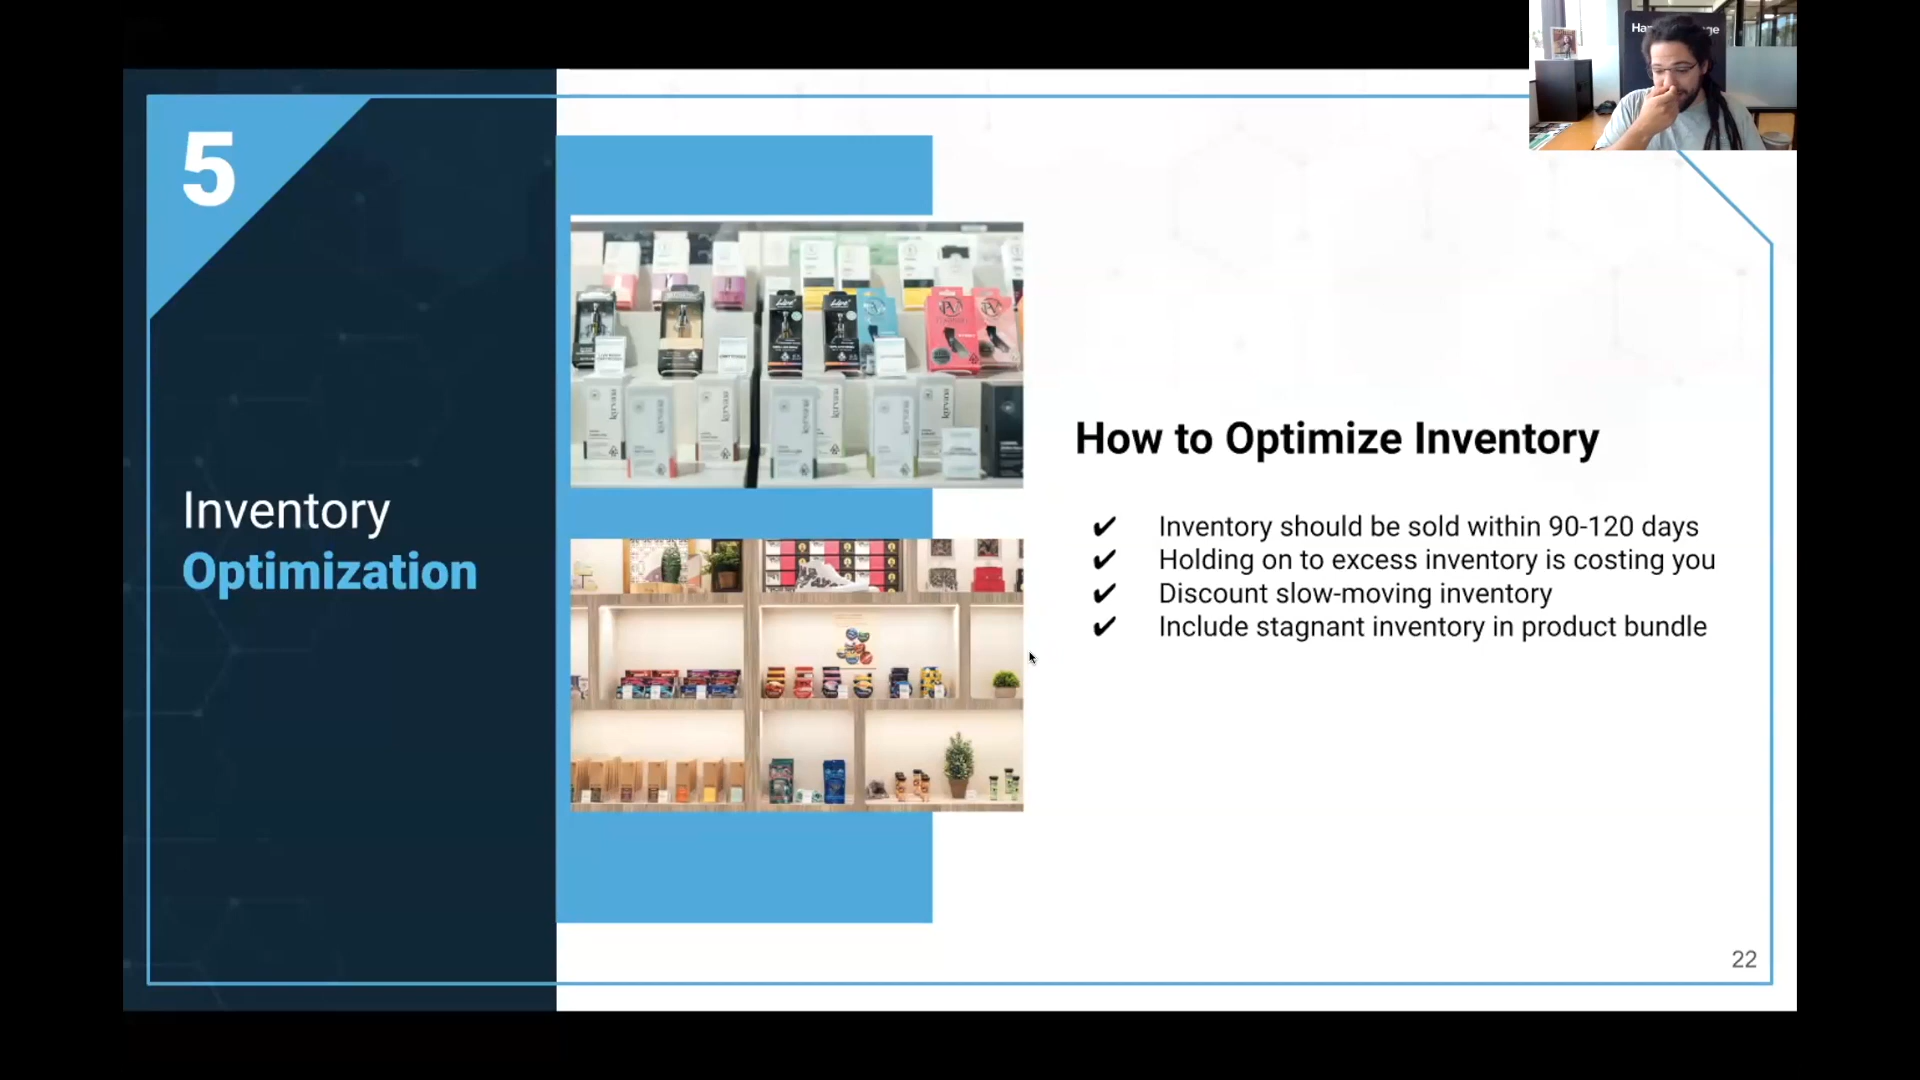 5
Inventory
Optimization
How to Optimize Inventory
✔ Inventory should be sold within 90-120 days
✔ Holding on to excess inventory is costing you
✔ Discount slow-moving inventory
✔ Include stagnant inventory in product bundle
22